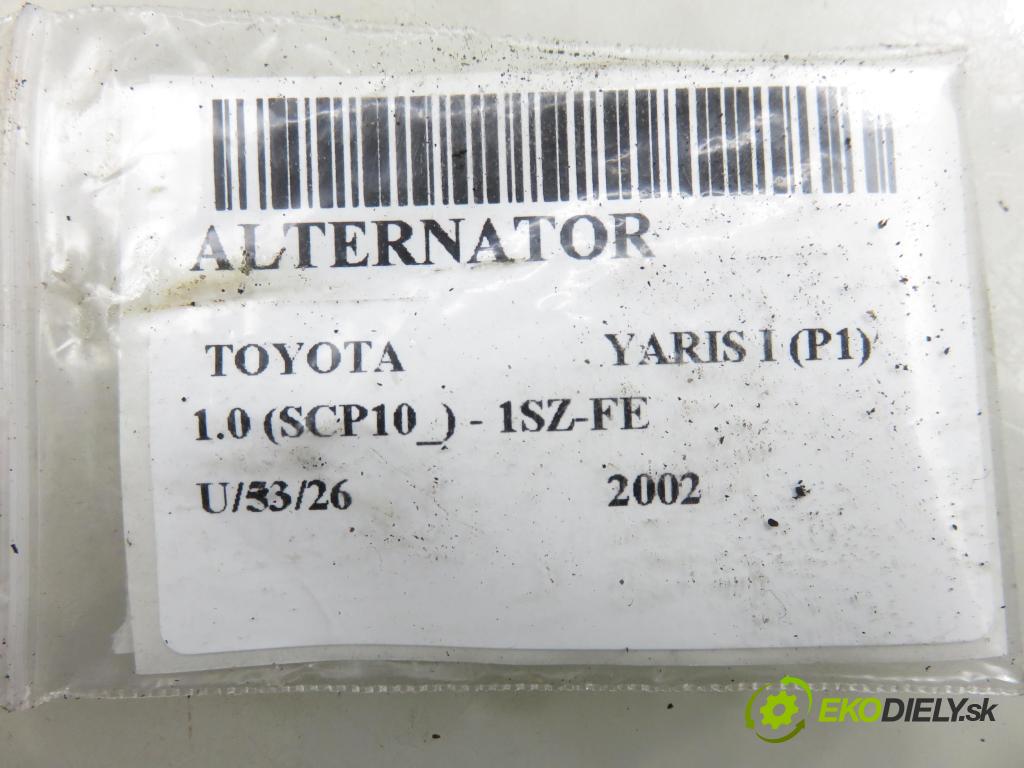 ALTERNATOR
TOYOTA YARIS I (P1)
1.0 (SCP10_) - 1SZ-FE
U/53/26 2002
EKODIELY.sk